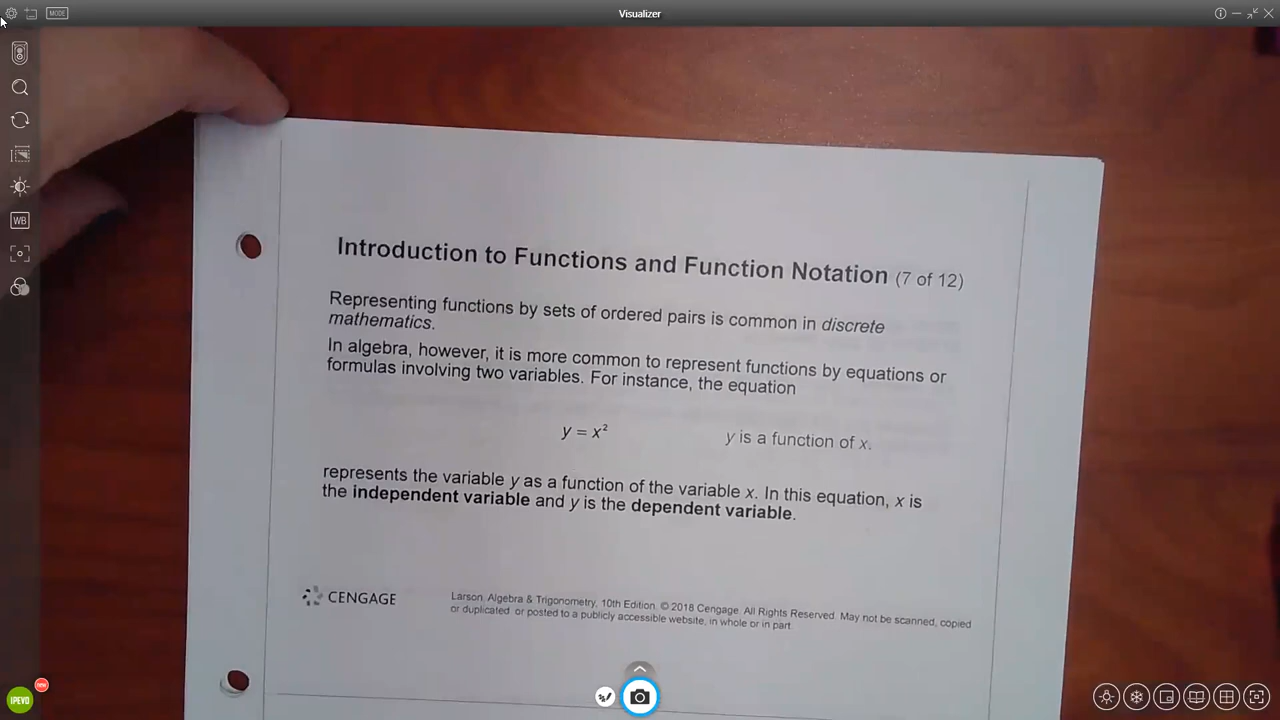 MODE
Visualizer
WB
Introduction to Functions and Function Notation (7 of 12)
Representing functions by sets of ordered pairs is common in discrete
mathematics.
In algebra, however, it is more common to represent functions by equations or
formulas involving two variables. For instance, the equation
y = x² y is a function of x.
represents the variable y as a function of the variable x. In this equation, x is
the independent variable and y is the dependent variable.
CENGAGE
Larson, Algebra & Trigonometry, 10th Edition. © 2018 Cengage. All Rights Reserved. May not be scanned, copied
or duplicated, or posted to a publicly accessible website, in whole or in part.
IPEVO
new